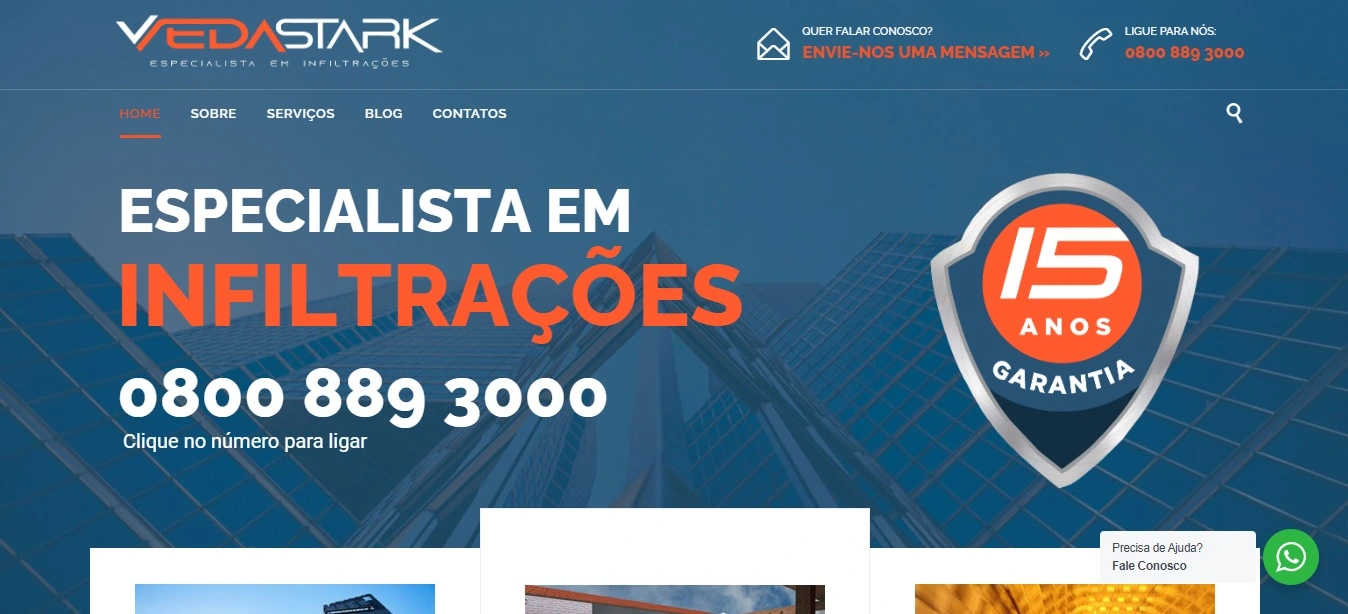 VEDASTARK
ESPECIALISTA EM INFILTRAÇÕES
QUER FALAR CONOSCO?
ENVIE-NOS UMA MENSAGEM »
LIGUE PARA NÓS:
0800 889 3000
HOME SOBRE SERVIÇOS BLOG CONTATOS
ESPECIALISTA EM
INFILTRAÇÕES
0800 889 3000
Clique no número para ligar
15
ANOS
GARANTIA
Precisa de Ajuda?
Fale Conosco